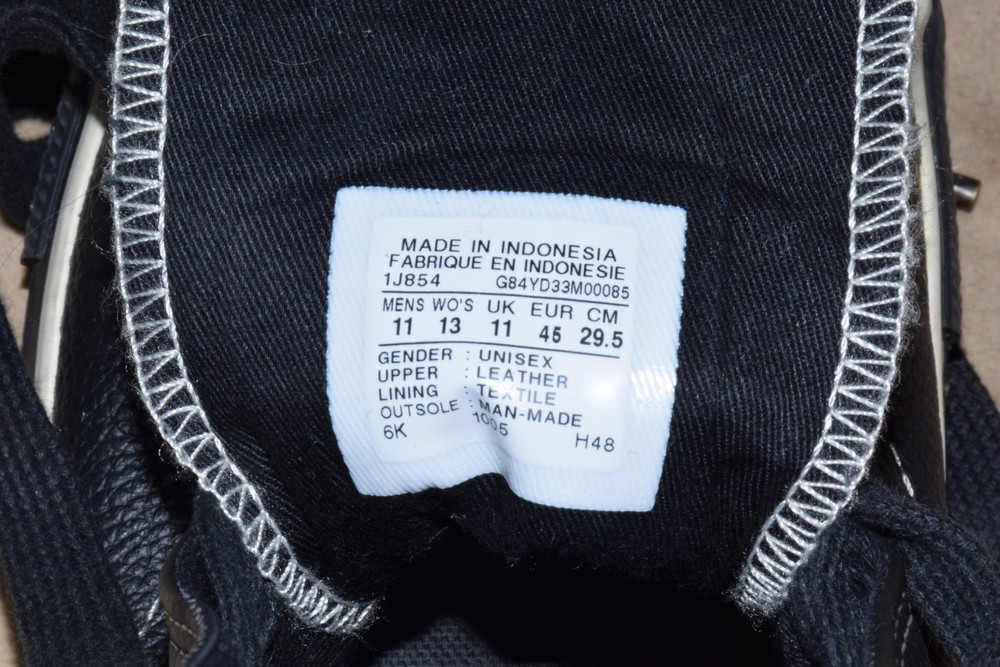 MADE IN INDONESIA
FABRIQUE EN INDONESIE
1J854 G84YD33M00085
MENS WO'S UK EUR CM
11 13 11 45 29.5
GENDER : UNISEX
UPPER : LEATHER
LINING : TEXTILE
OUTSOLE : MAN-MADE
6K 1005 H48